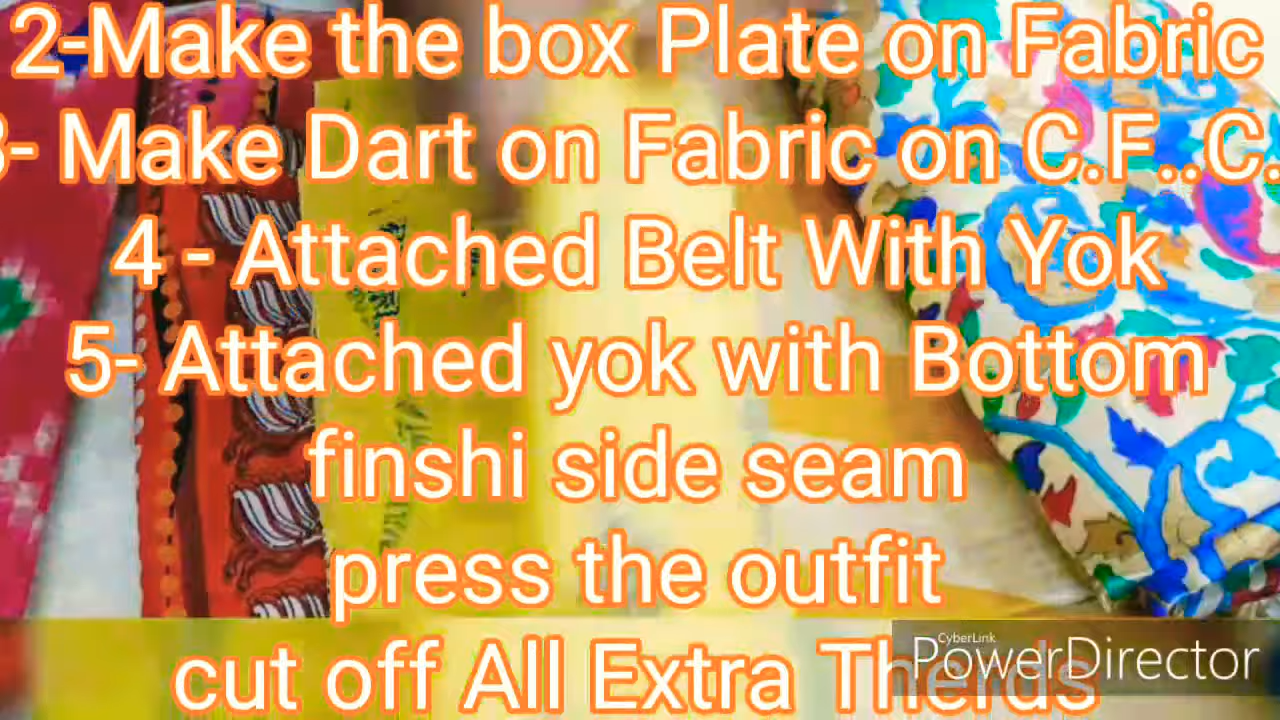 2-Make the box Plate on Fabric
3- Make Dart on Fabric on C.F..C.
4 - Attached Belt With Yok
5- Attached yok with Bottom
finshi side seam
press the outfit
cut off All Extra Therds
CyberLink
PowerDirector